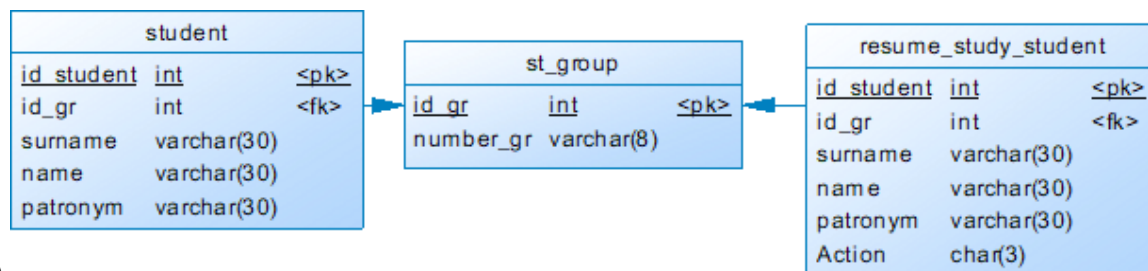 student
id_student int <pk>
id_gr int <fk>
surname varchar(30)
name varchar(30)
patronym varchar(30)
st_group
id_gr int <pk>
number_gr varchar(8)
resume_study_student
id_student int <pk>
id_gr int <fk>
surname varchar(30)
name varchar(30)
patronym varchar(30)
Action char(3)